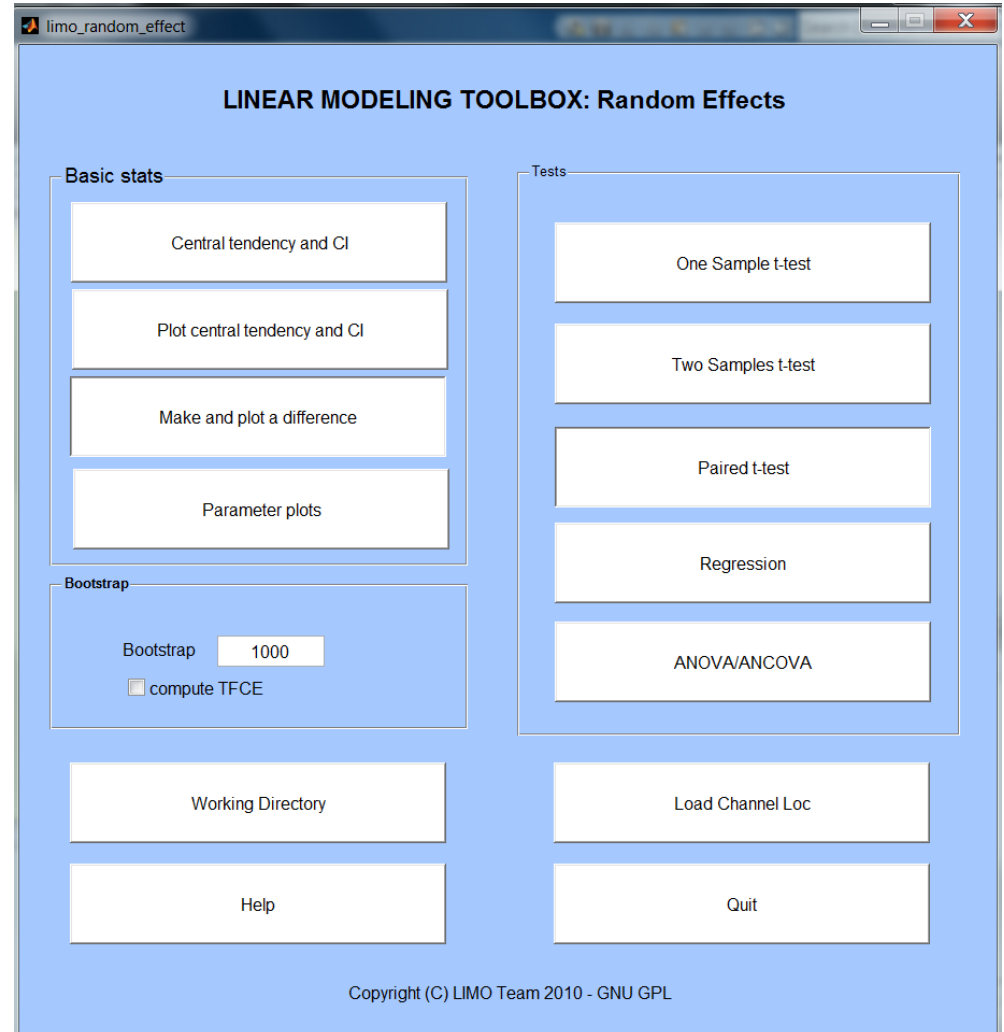 limo_random_effect
LINEAR MODELING TOOLBOX: Random Effects
Basic stats
Central tendency and CI
Plot central tendency and CI
Make and plot a difference
Parameter plots
Bootstrap
Bootstrap 1000
compute TFCE
Tests
One Sample t-test
Two Samples t-test
Paired t-test
Regression
ANOVA/ANCOVA
Working Directory
Load Channel Loc
Help
Quit
Copyright (C) LIMO Team 2010 - GNU GPL